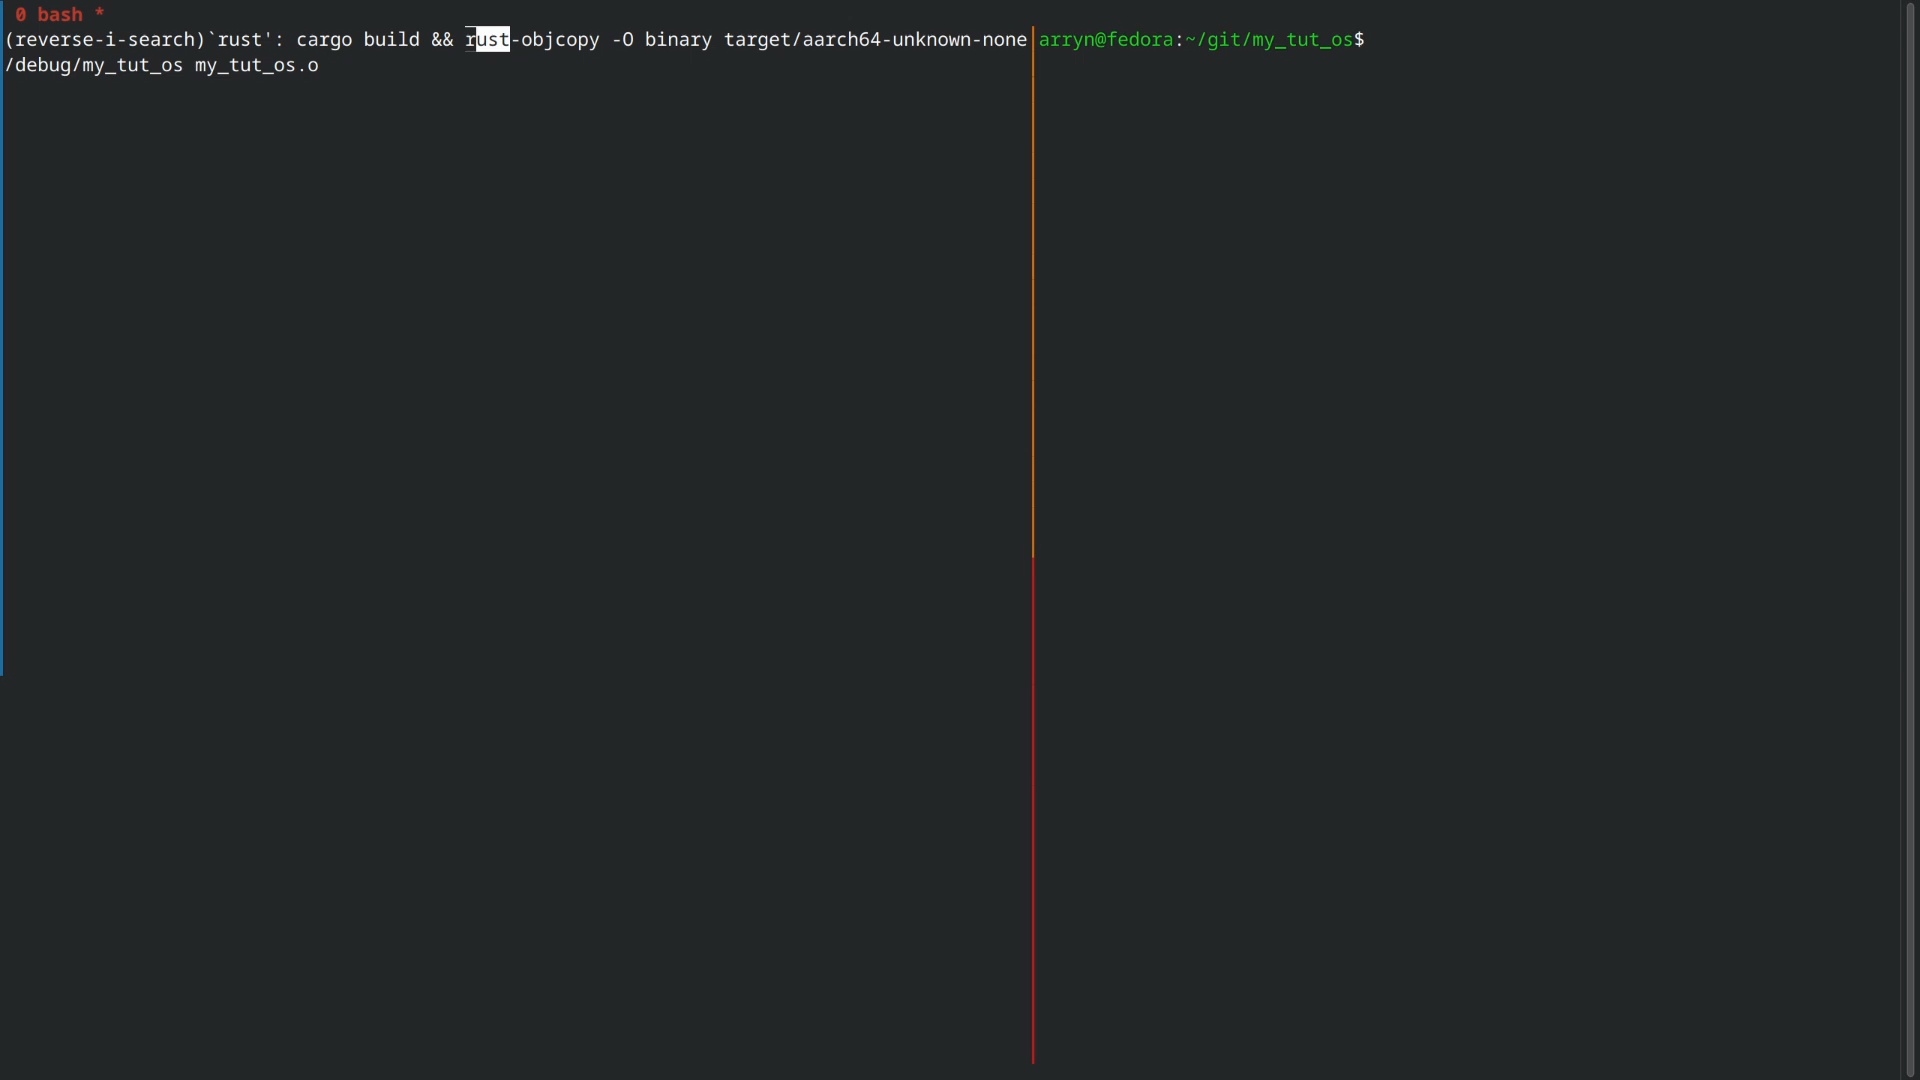 0 bash *
(reverse-i-search)`rust': cargo build && rust-objcopy -O binary target/aarch64-unknown-none
/debug/my_tut_os my_tut_os.o
arryn@fedora:~/git/my_tut_os$